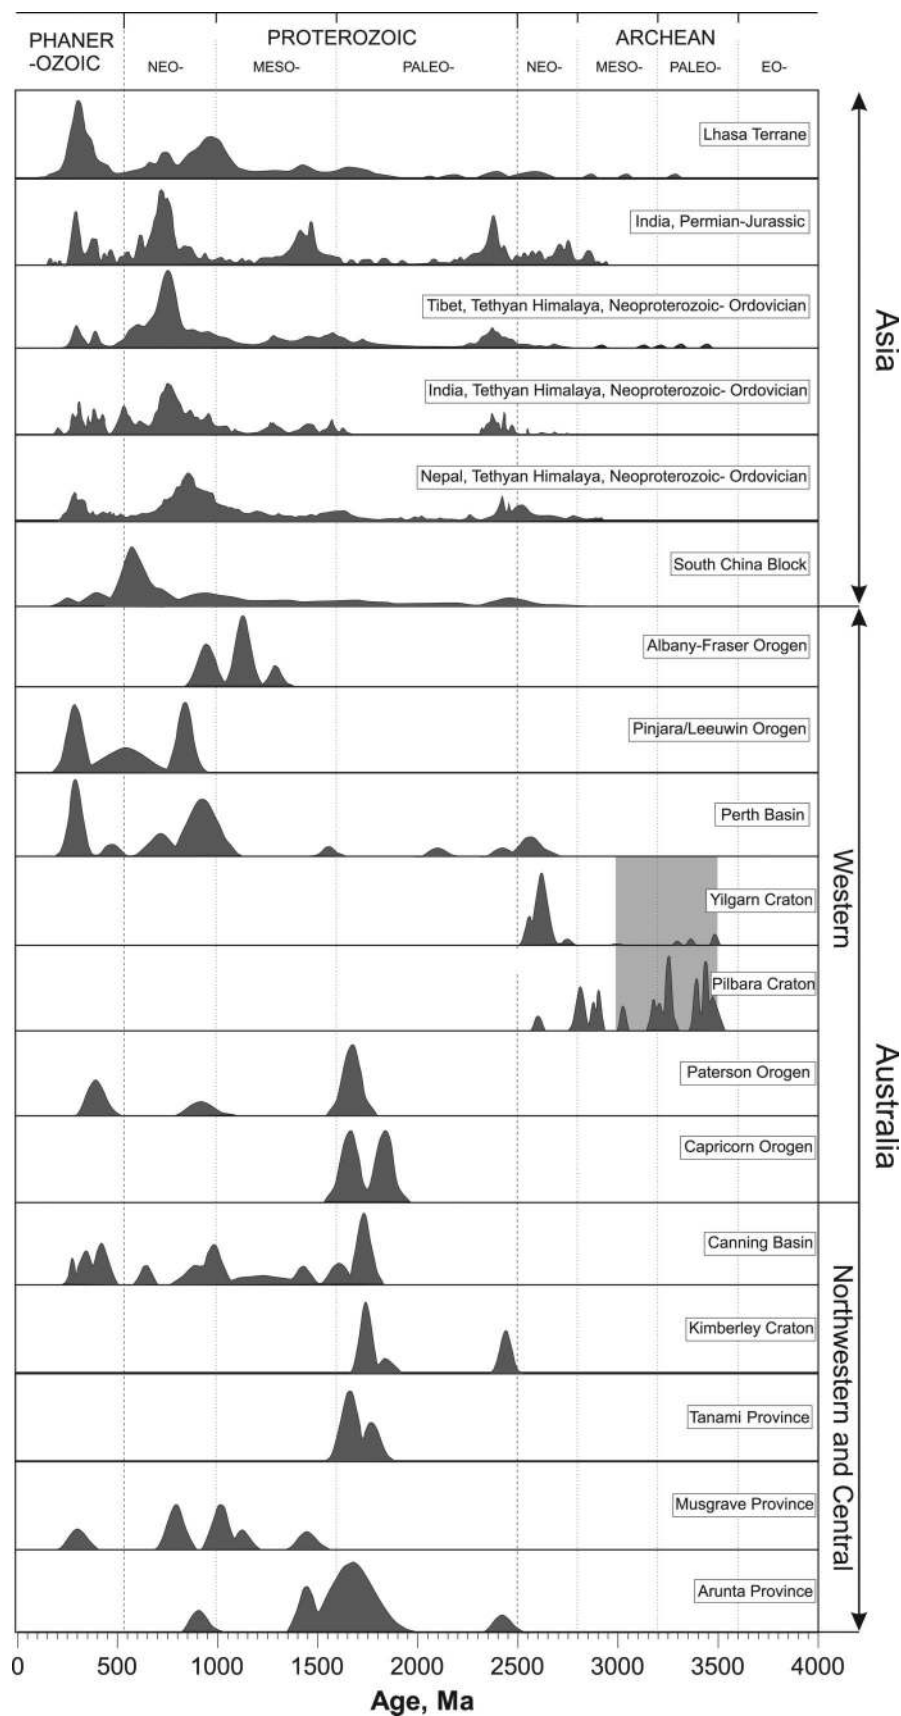 PHANER PROTEROZOIC ARCHEAN
-OZOIC NEO- MESO- PALEO- NEO- MESO- PALEO- EO-
Lhasa Terrane
India, Permian-Jurassic
Tibet, Tethyan Himalaya, Neoproterozoic- Ordovician
India, Tethyan Himalaya, Neoproterozoic- Ordovician
Nepal, Tethyan Himalaya, Neoproterozoic- Ordovician
South China Block
Asia
Albany-Fraser Orogen
Pinjara/Leeuwin Orogen
Perth Basin
Yilgarn Craton
Pilbara Craton
Paterson Orogen
Capricorn Orogen
Western
Australia
Canning Basin
Kimberley Craton
Tanami Province
Musgrave Province
Arunta Province
Northwestern and Central
0 500 1000 1500 2000 2500 3000 3500 4000
Age, Ma